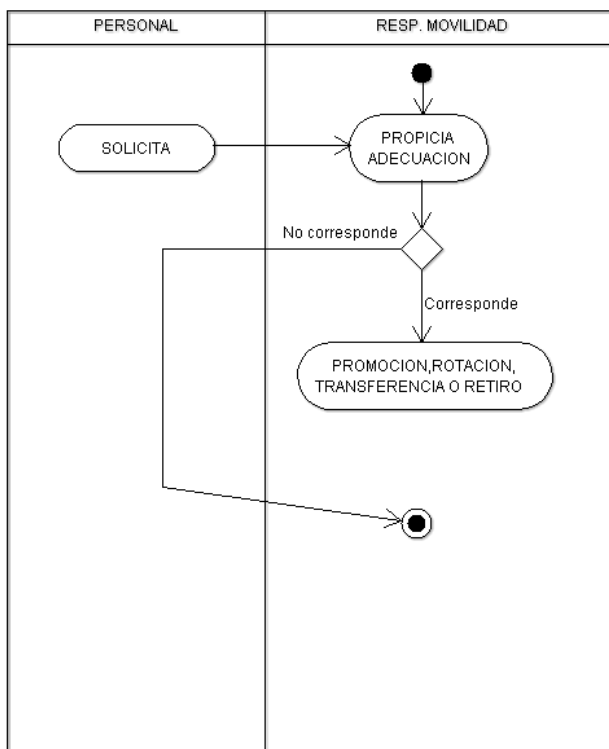 PERSONAL
RESP. MOVILIDAD
SOLICITA
PROPICIA
ADECUACION
No corresponde
Corresponde
PROMOCION,ROTACION,
TRANSFERENCIA O RETIRO